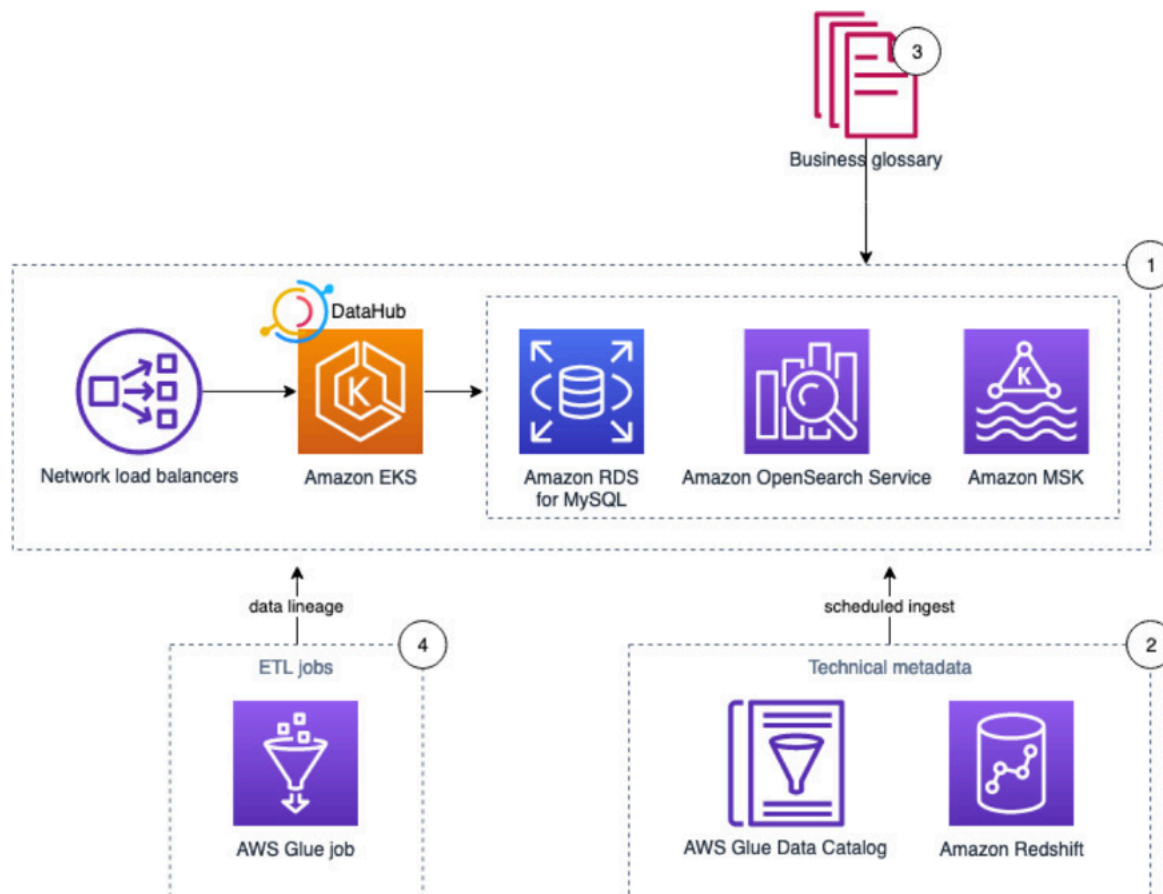 3
Business glossary
1
DataHub
K
K
Network load balancers
Amazon EKS
Amazon RDS
for MySQL
Amazon OpenSearch Service
Amazon MSK
data lineage
scheduled ingest
4
2
ETL jobs
Technical metadata
AWS Glue job
AWS Glue Data Catalog
Amazon Redshift